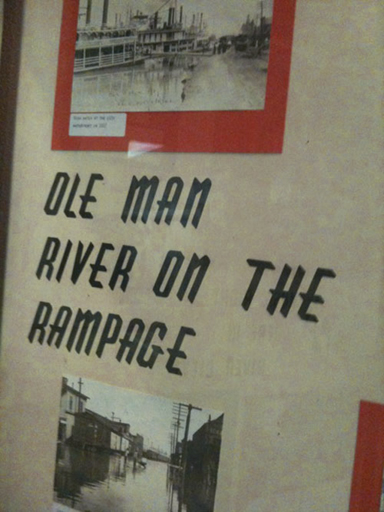 OLE MAN
RIVER ON THE
RAMPAGE